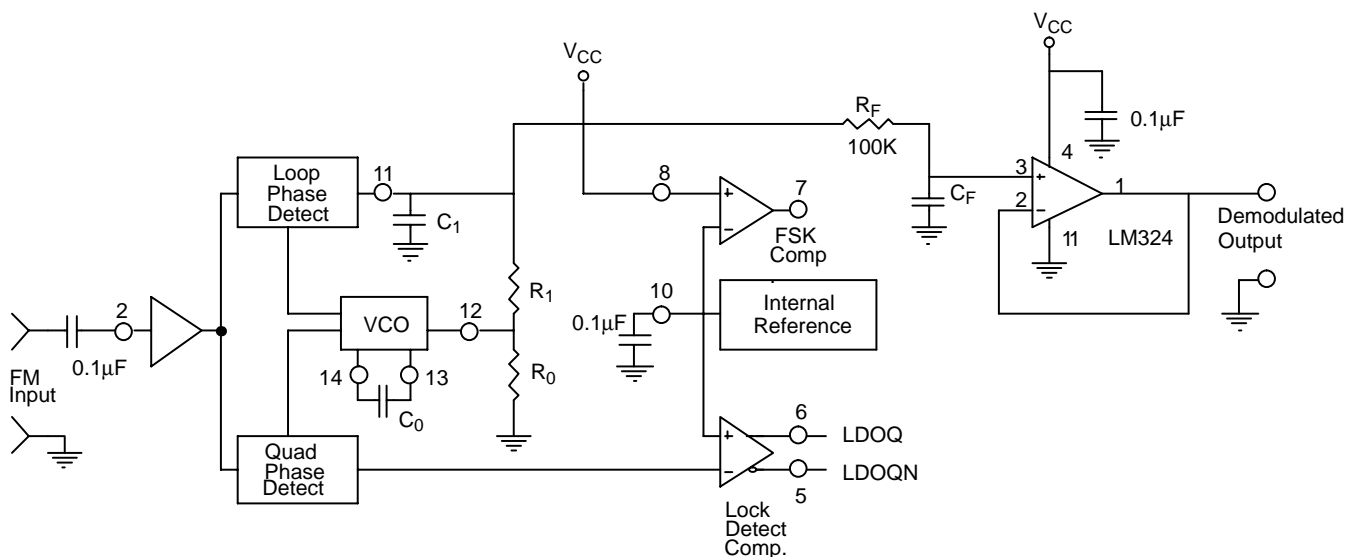 VCC
VCC
RF
100K
0.1μF
4
Loop
Phase
Detect
11
8
7
3
+
1
2
–
11
LM324
CF
Demodulated
Output
C1
+
–
FSK
Comp
R1
10
Internal
Reference
0.1μF
2
VCO
12
0.1μF
14
13
C0
R0
FM
Input
Quad
Phase
Detect
+
–
6
LDOQ
LDOQN
5
Lock
Detect
Comp.